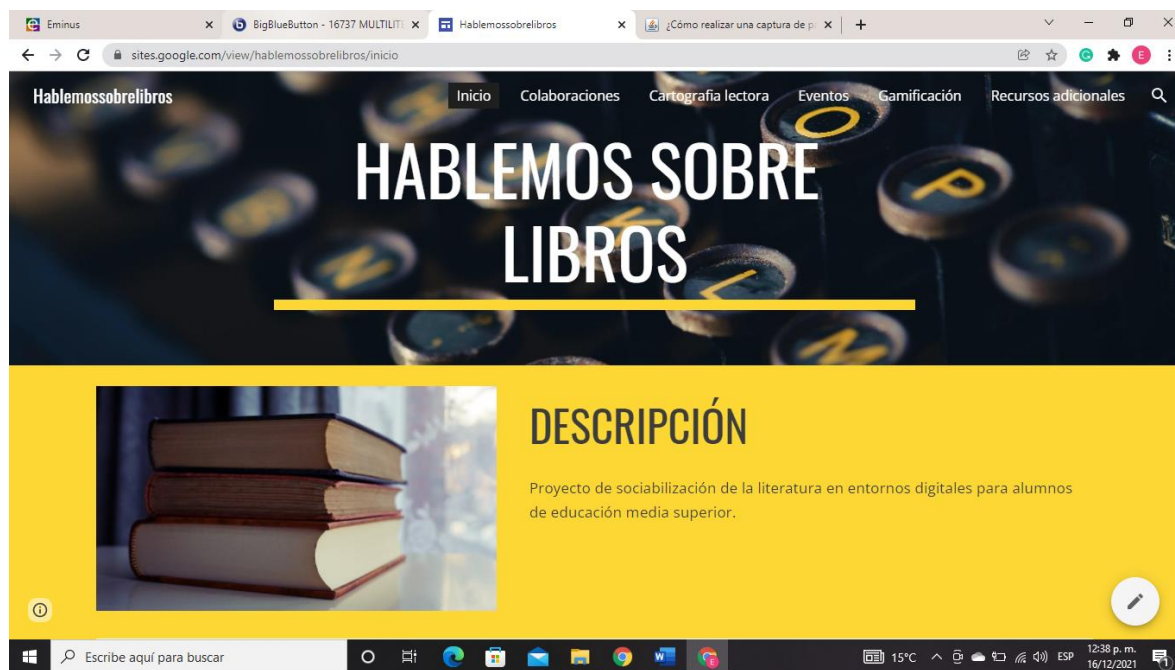 Eminus
BigBlueButton - 16737 MULTILITE
Hablemossobrelibros
¿Cómo realizar una captura de p
sites.google.com/view/hablemossobrelibros/inicio
E
Hablemossobrelibros
Inicio
Colaboraciones
Cartografia lectora
Eventos
Gamificación
Recursos adicionales
HABLEMOS SOBRE
LIBROS
DESCRIPCIÓN
Proyecto de sociabilización de la literatura en entornos digitales para alumnos
de educación media superior.
Escribe aquí para buscar
15°C
ESP
12:38 p. m.
16/12/2021